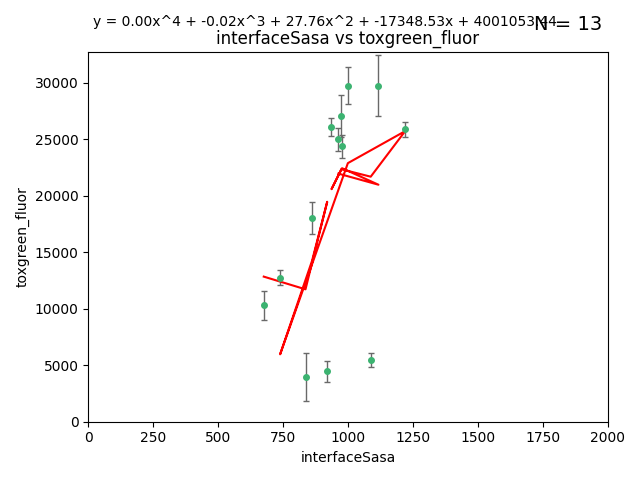 y = 0.00x^4 + -0.02x^3 + 27.76x^2 + -17348.53x + 4001053.44
N = 13
interfaceSasa vs toxgreen_fluor
toxgreen_fluor
30000
25000
20000
15000
10000
5000
0
0 250 500 750 1000 1250 1500 1750 2000
interfaceSasa